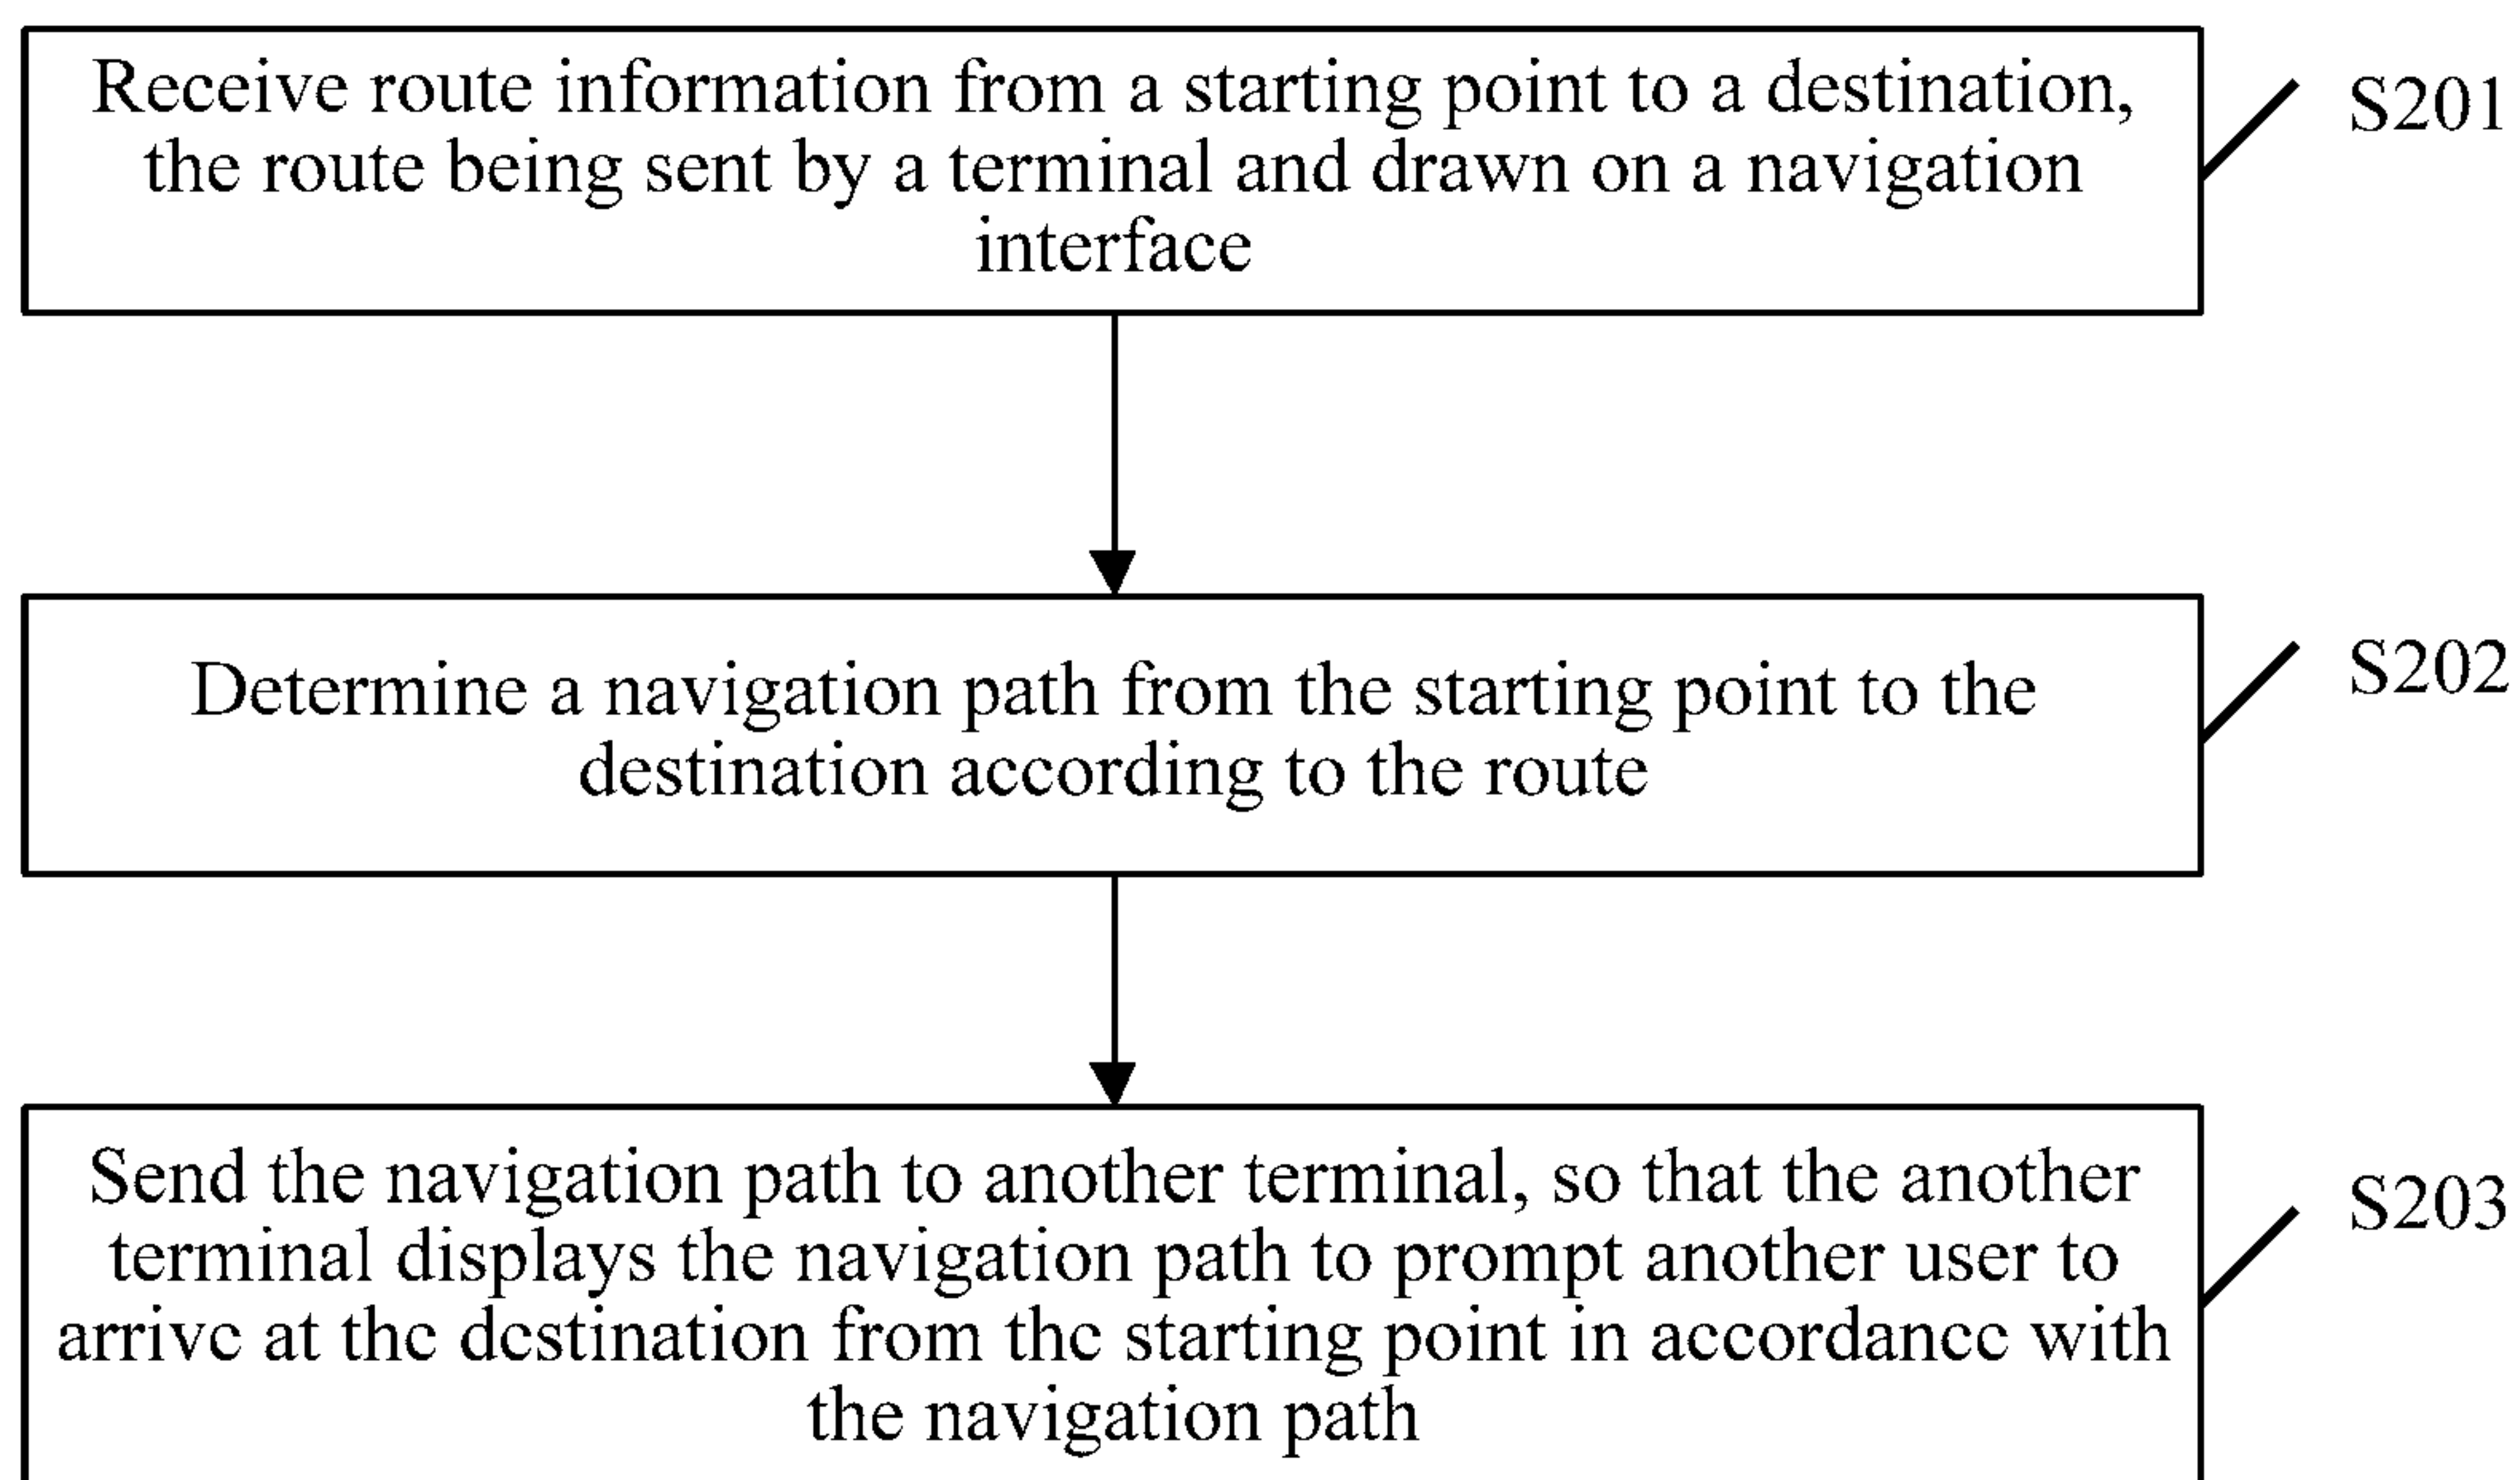 Receive route information from a starting point to a destination,
the route being sent by a terminal and drawn on a navigation
interface
S201
Determine a navigation path from the starting point to the
destination according to the route
S202
Send the navigation path to another terminal, so that the another
terminal displays the navigation path to prompt another user to
arrive at the destination from the starting point in accordance with
the navigation path
S203